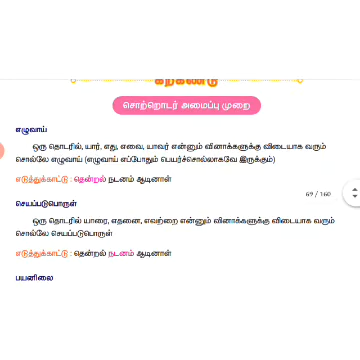 கற்கண்டு
சொற்றொடர் அமைப்பு முறை
எழுவாய்
ஒரு தொடரில், யார், எது, எவை, யாவர் என்னும் வினாக்களுக்கு விடையாக வரும்
சொல்லே எழுவாய் (எழுவாய் எப்போதும் பெயர்ச்சொல்லாகவே இருக்கும்)
எடுத்துக்காட்டு : தென்றல் நடனம் ஆடினாள்
69 / 160
செயப்படுபொருள்
ஒரு தொடரில் யாரை, எதனை, எவற்றை என்னும் வினாக்களுக்கு விடையாக வரும்
சொல்லே செயப்படுபொருள்
எடுத்துக்காட்டு : தென்றல் நடனம் ஆடினாள்
பயனிலை